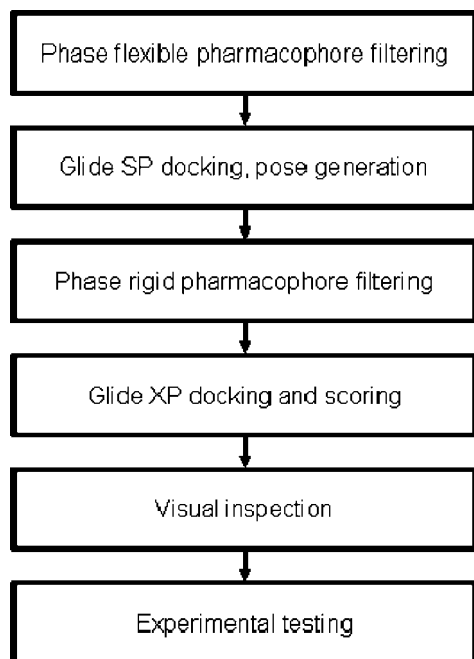 Phase flexible pharmacophore filtering
Glide SP docking, pose generation
Phase rigid pharmacophore filtering
Glide XP docking and scoring
Visual inspection
Experimental testing